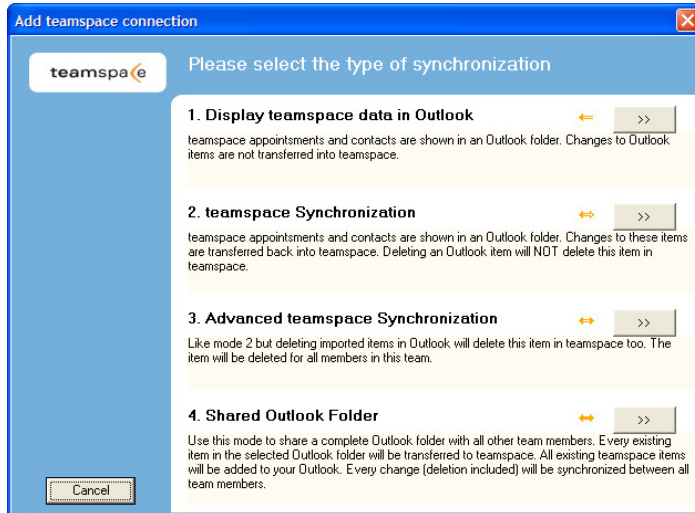 Add teamspace connection
teamspace
Please select the type of synchronization
1. Display teamspace data in Outlook
>>
teamspace appointsments and contacts are shown in an Outlook folder. Changes to Outlook
items are not transferred into teamspace.
2. teamspace Synchronization
>>
teamspace appointsments and contacts are shown in an Outlook folder. Changes to these items
are transferred back into teamspace. Deleting an Outlook item will NOT delete this item in
teamspace.
3. Advanced teamspace Synchronization
>>
Like mode 2 but deleting imported items in Outlook will delete this item in teamspace too. The
item will be deleted for all members in this team.
4. Shared Outlook Folder
>>
Use this mode to share a complete Outlook folder with all other team members. Every existing
item in the selected Outlook folder will be transferred to teamspace. All existing teamspace items
will be added to your Outlook. Every change (deletion included) will be synchronized between all
team members.
Cancel